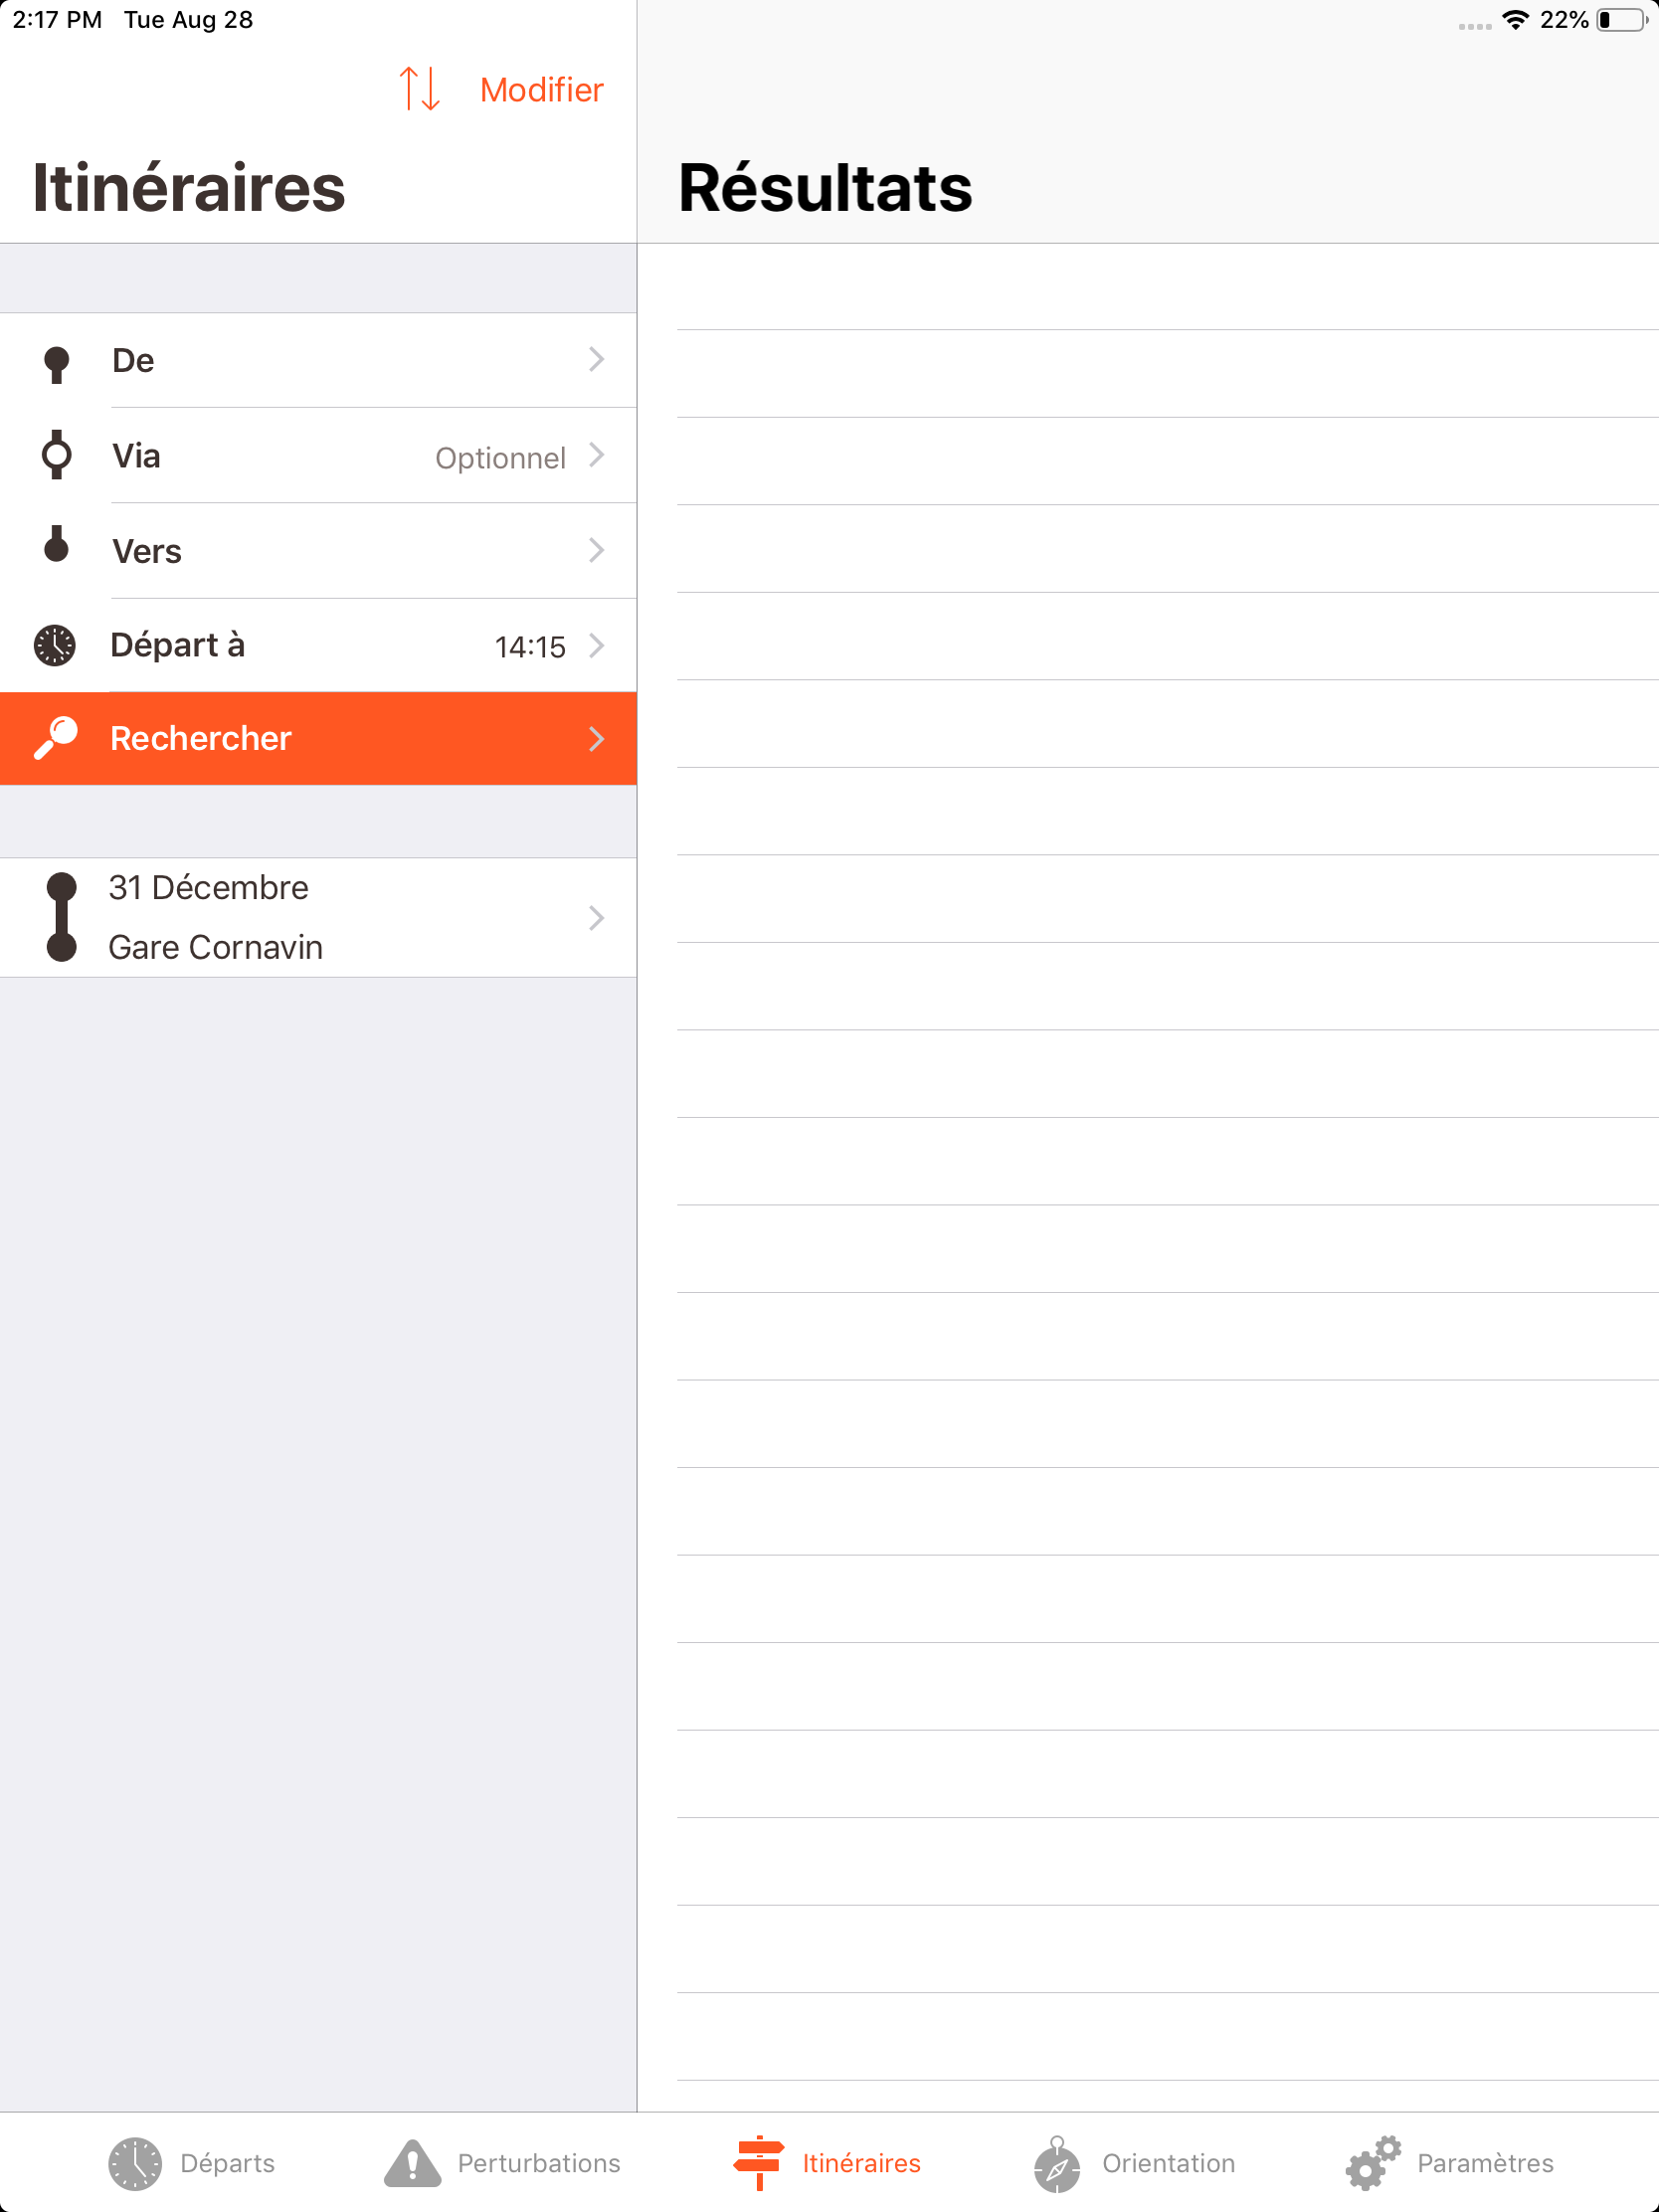 2:17 PM Tue Aug 28
22%
Modifier
Itinéraires
Résultats
De
Via Optionnel
Vers
Départ à 14:15
Rechercher
31 Décembre
Gare Cornavin
Départs Perturbations Itinéraires Orientation Paramètres